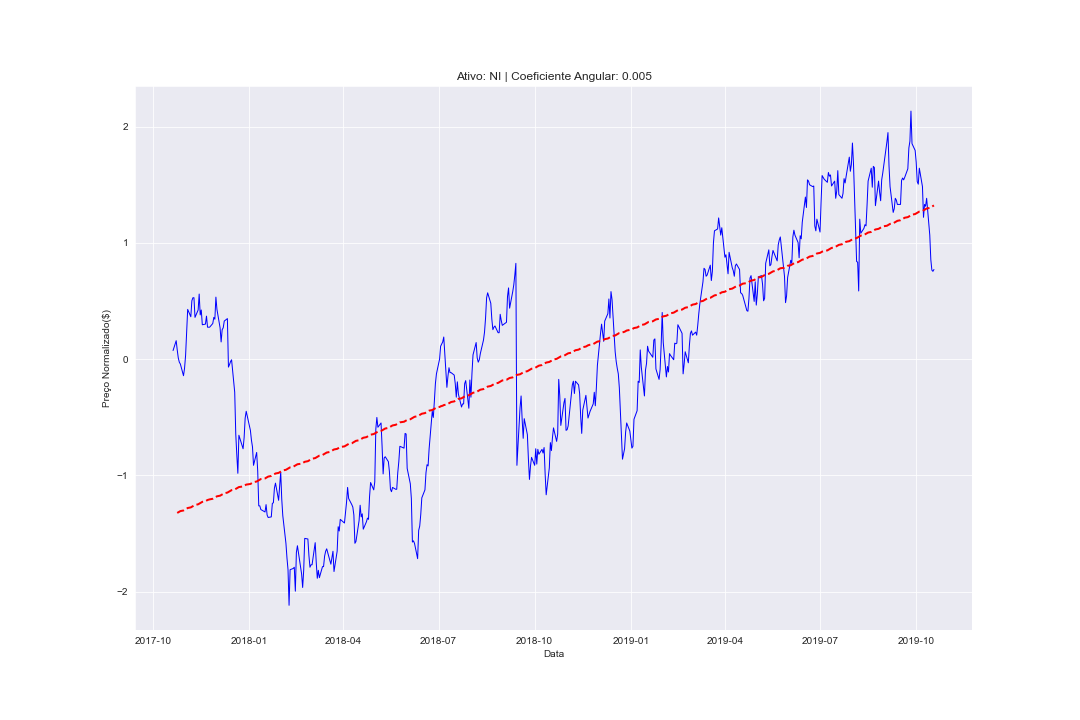 Ativo: NI | Coeficiente Angular: 0.005
Preço Normalizado($)
2
1
0
−1
−2
2017-10 2018-01 2018-04 2018-07 2018-10 2019-01 2019-04 2019-07 2019-10
Data